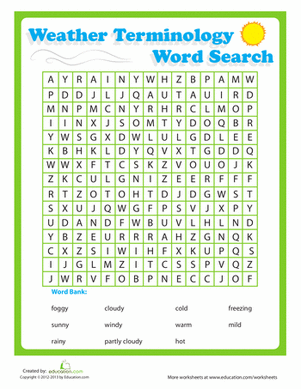 Weather Terminology
Word Search
A Y R A I N Y W H Z B P A M W
P D D J L J Q A U T A U I R D
M N P M C N Y R H R C L M O P
I I N X J S O M T Y D O Q B R
Y W S G X D W L U L G D L E E
K B H K L D Y Q V X T G D D Q
W W X F T C S K Z V O U O J K
Z K C U L G N I Z E E R F F F
R T Z O T O H T D J D G W S T
S X U J Q W G F P S V J X P Y
U D A N D F W B U V L H L N D
Y B Z E U R R R A H Z G N Q K
C X Z S I W I H F X K U P Q S
I J G L M Z I T C S S P V Q Z
J W R V F O B P N E C C J O F
Word Bank:
foggy cloudy cold freezing
sunny windy warm mild
rainy partly cloudy hot
Created by: education.com
Copyright © 2012-2013 by Education.com
More worksheets at www.education.com/worksheets